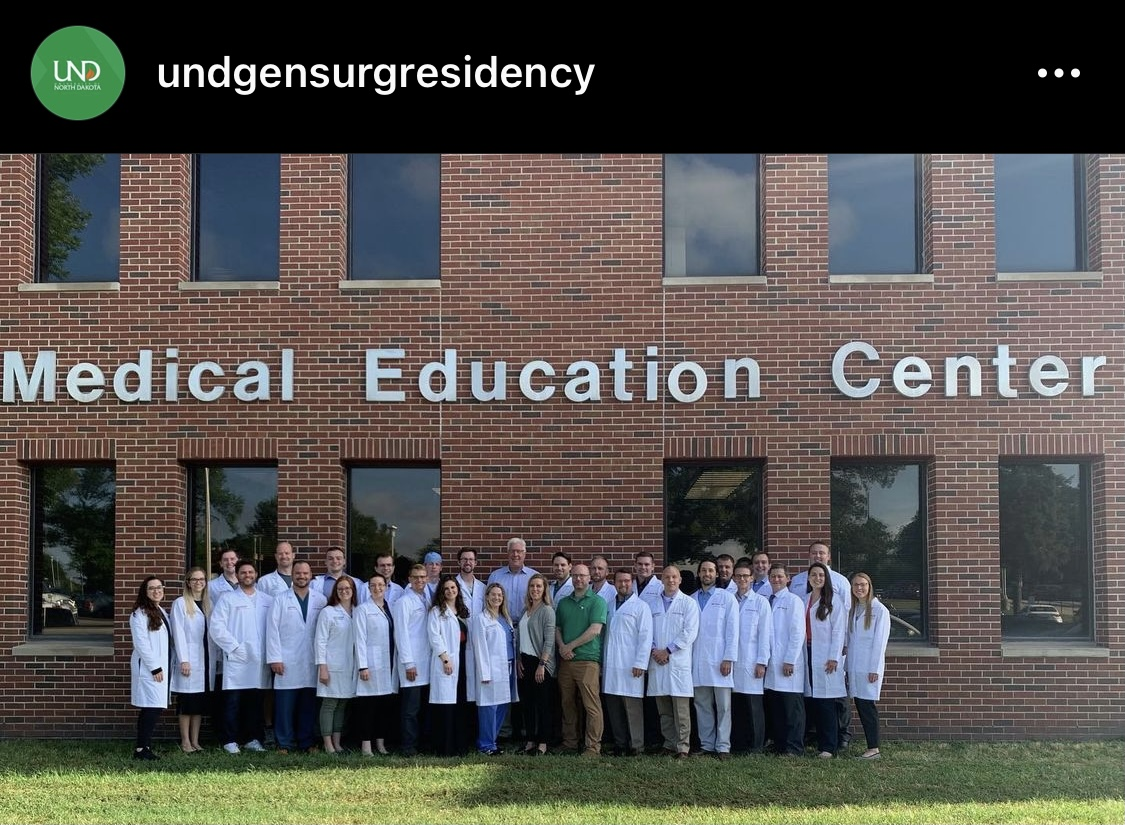 UND
NORTH DAKOTA
undgensurgresidency
Medical Education Center